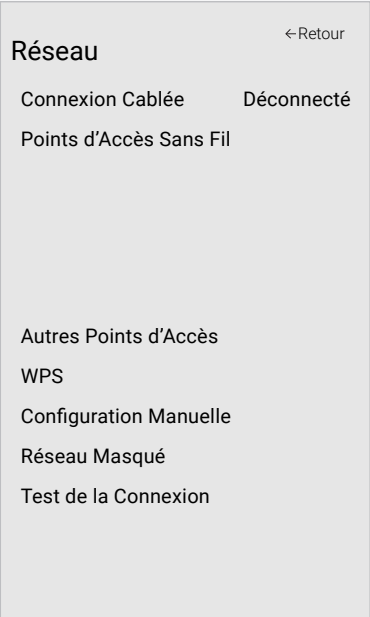 ←Retour
Réseau
Connexion Cablée Déconnecté
Points d’Accès Sans Fil
Autres Points d’Accès
WPS
Configuration Manuelle
Réseau Masqué
Test de la Connexion